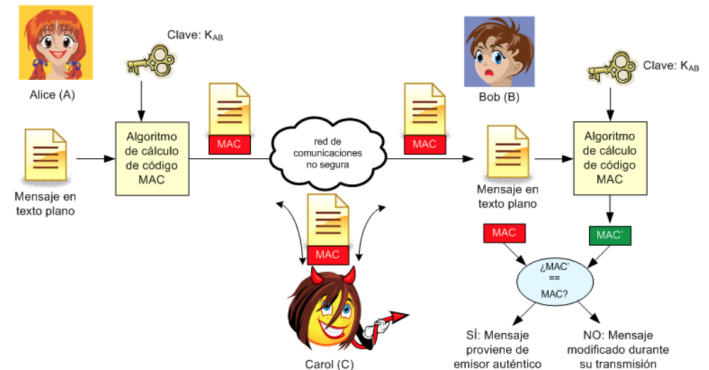 Clave: KAB
Alice (A)
Mensaje en
texto plano
Algoritmo
de cálculo
de código
MAC
MAC
red de
comunicaciones
no segura
MAC
Carol (C)
MAC
Bob (B)
Mensaje en
texto plano
Clave: KAB
Algoritmo
de cálculo
de código
MAC
MAC
MAC'
¿MAC'
==
MAC?
SÍ: Mensaje
proviene de
emisor auténtico
NO: Mensaje
modificado durante
su transmisión